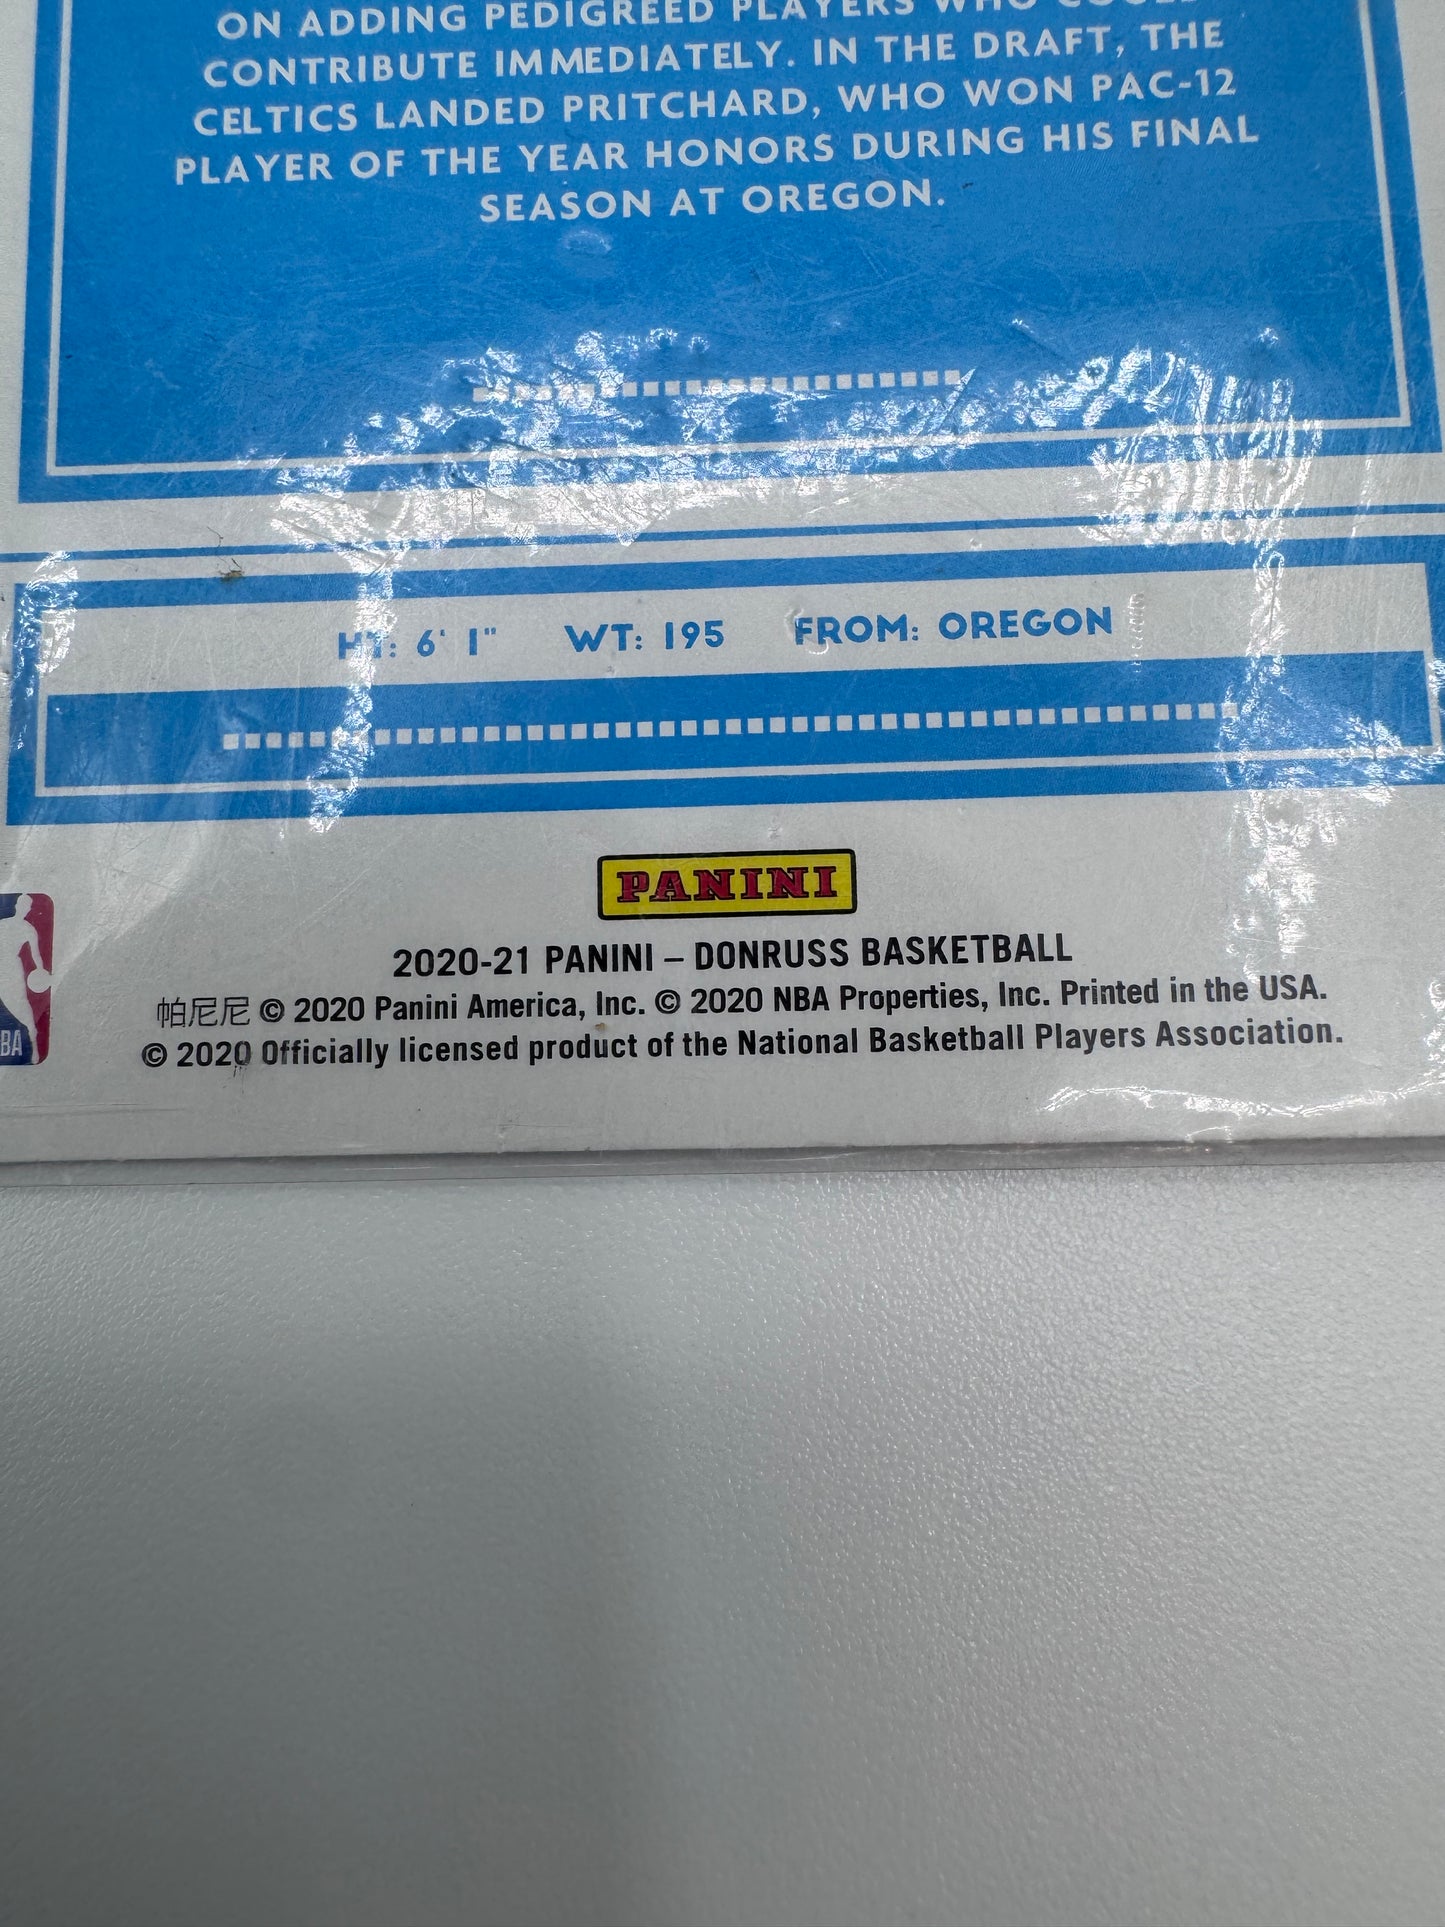 ON ADDING PEDIGREED PLAYERS WHO COULD
CONTRIBUTE IMMEDIATELY. IN THE DRAFT, THE
CELTICS LANDED PRITCHARD, WHO WON PAC-12
PLAYER OF THE YEAR HONORS DURING HIS FINAL
SEASON AT OREGON.
HT: 6' 1" WT: 195 FROM: OREGON
PANINI
2020-21 PANINI – DONRUSS BASKETBALL
帕尼尼 © 2020 Panini America, Inc. © 2020 NBA Properties, Inc. Printed in the USA.
© 2020 Officially licensed product of the National Basketball Players Association.
BA